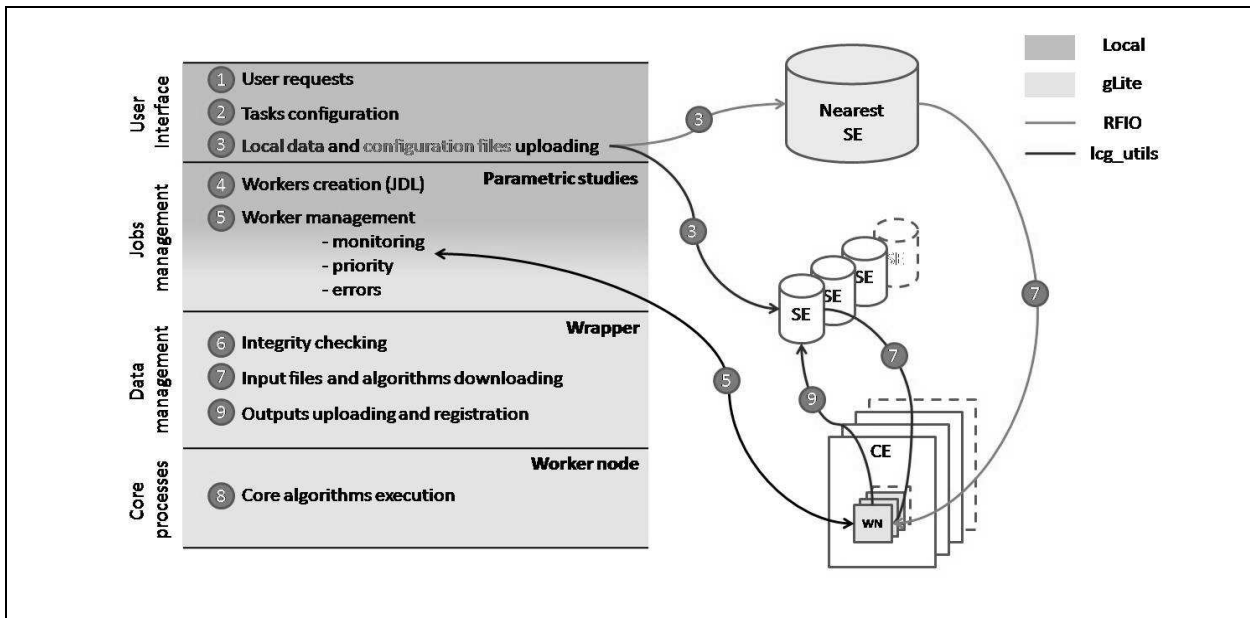 User
Interface
1 User requests
2 Tasks configuration
3 Local data and configuration files uploading
Jobs
management
Parametric studies
4 Workers creation (JDL)
5 Worker management
- monitoring
- priority
- errors
Data
management
Wrapper
6 Integrity checking
7 Input files and algorithms downloading
9 Outputs uploading and registration
Core
processes
Worker node
8 Core algorithms execution
3
Nearest
SE
3
SE
SE
SE
SE
7
7
9
5
CE
WN
Local
gLite
RFIO
lcg_utils